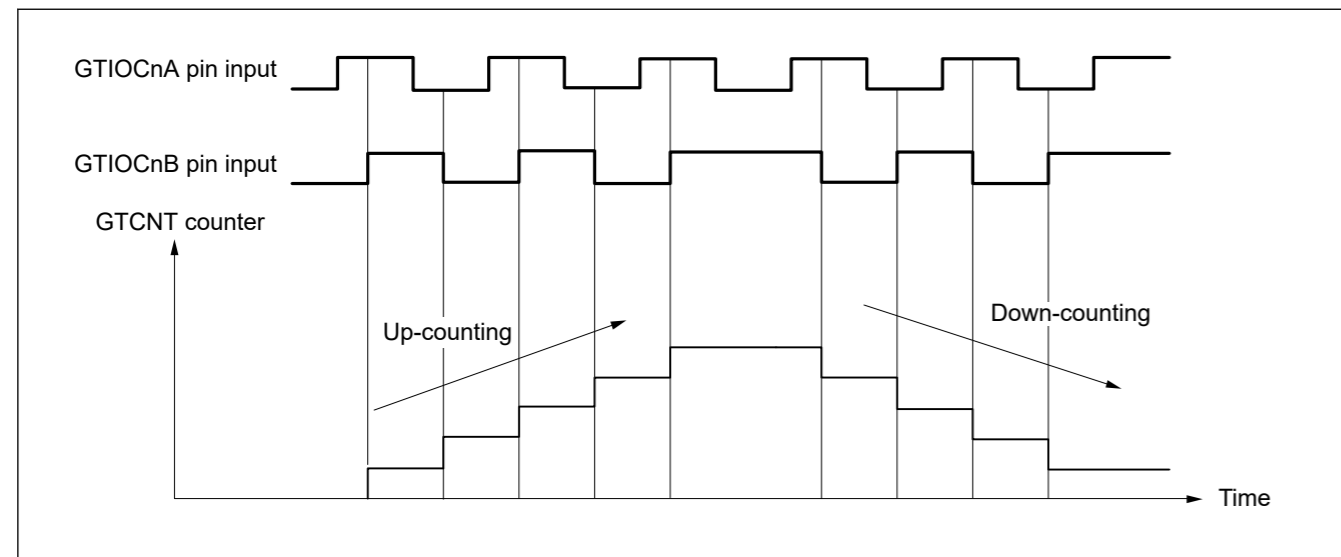 GTIOCnA pin input
GTIOCnB pin input
GTCNT counter
Up-counting
Down-counting
Time